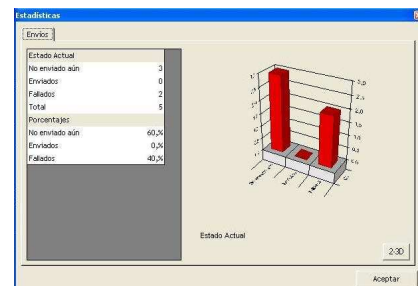 Estadísticas
Envíos
Estado Actual
No enviado aún 3
Enviados 0
Fallados 2
Total 5
Porcentajes
No enviado aún 60,%
Enviados 0,%
Fallados 40,%
Estado Actual
2-3D
Aceptar